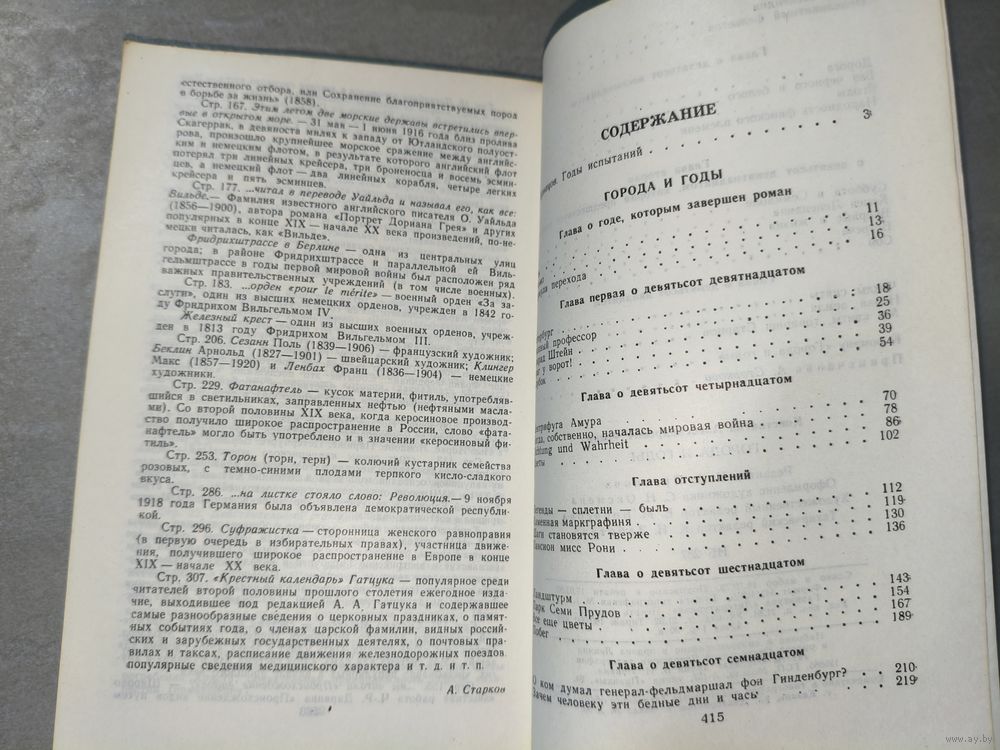 естественного отбора, или Сохранение благоприятствуемых пород
в борьбе за жизнь» (1858).
Стр. 167. Этим летом две морские державы встретились впер-
вые в открытом море. — 31 мая — 1 июня 1916 года близ пролива
Скагеррак, в девяноста милях к западу от Ютландского полуост-
рова, произошло крупнейшее морское сражение между английс-
ким и немецким флотом, в результате которого английский флот
потерял три линейных крейсера, три броненосца и восемь эсмин-
цев, а немецкий флот — два линейных корабля, четыре легких
крейсера и пять эсминцев.
Стр. 177. ...читал в переводе Уайльда и называл его, как все:
Вильде.— Фамилия известного английского писателя О. Уайльда
(1856—1900), автора романа «Портрет Дориана Грея» и других
популярных в конце XIX — начале XX века произведений, по-не-
мецки читалась, как «Вильде».
Фридрихштрассе в Берлине — одна из центральных улиц
города; в районе Фридрихштрассе и параллельной ей Виль-
гельмштрассе в годы первой мировой войны был расположен ряд
важных правительственных учреждений (в том числе военных).
Стр. 183. ...орден «pour le mérite» — военный орден «За за-
слуги», один из высших немецких орденов, учрежден в 1842 го-
ду Фридрихом Вильгельмом IV.
Железный крест — один из высших военных орденов, учреж-
ден в 1813 году Фридрихом Вильгельмом III.
Стр. 206. Сезанн Поль (1839—1906) — французский художник;
Беклин Арнольд (1827—1901) — швейцарский художник; Клингер
Макс (1857—1920) и Ленбах Франц (1836—1904) — немецкие
художники.
Стр. 229. Фатанафтель — кусок материи, фитиль, употребляв-
шийся в светильниках, заправленных нефтью (нефтяными масла-
ми). Со второй половины XIX века, когда керосиновое производ-
ство получило широкое распространение в России, слово «фата-
нафтель» могло быть употреблено и в значении «керосиновый фи-
тиль».
Стр. 253. Торон (торн, терн) — колючий кустарник семейства
розовых, с темно-синими плодами терпкого кисло-сладкого
вкуса.
Стр. 286. ...на листке стояло слово: Революция.— 9 ноября
1918 года Германия была объявлена демократической республи-
кой.
Стр. 296. Суфражистка — сторонница женского равноправия
(в первую очередь в избирательных правах), участница движе-
ния, получившего широкое распространение в Европе в конце
XIX — начале XX века.
Стр. 307. «Крестный календарь» Гатцука — популярное среди
читателей второй половины прошлого столетия ежегодное изда-
ние, выходившее под редакцией А. А. Гатцука и содержавшее
самые разнообразные сведения о церковных праздниках, о памят-
ных событиях года, о членах царской фамилии, видных россий-
ских и зарубежных государственных деятелях, о почтовых пра-
вилах и таксах, расписание движения железнодорожных поездов
популярные сведения медицинского характера и т. д. и т. п.
А. Старков
СОДЕРЖАНИЕ
Годы испытаний 3
ГОРОДА И ГОДЫ
Глава о годе, которым завершен роман
11
13
перехода 16
Глава первая о девятьсот девятнадцатом
18
профессор 25
Штейн 36
у ворот! 39
54
Глава о девятьсот четырнадцатом
Амура 70
собственно, началась мировая война 78
und Wahrheit 86
102
Глава отступлений
— сплетни — быль 112
Маркграфиня 119
становятся тверже 130
мисс Рони 136
Глава о девятьсот шестнадцатом
143
Семи Прудов 154
еще цветы 167
189
Глава о девятьсот семнадцатом
О ком думал генерал-фельдмаршал фон Гинденбург? 210
Зачем человеку эти бедные дни и часы 219
415
www.ay.by